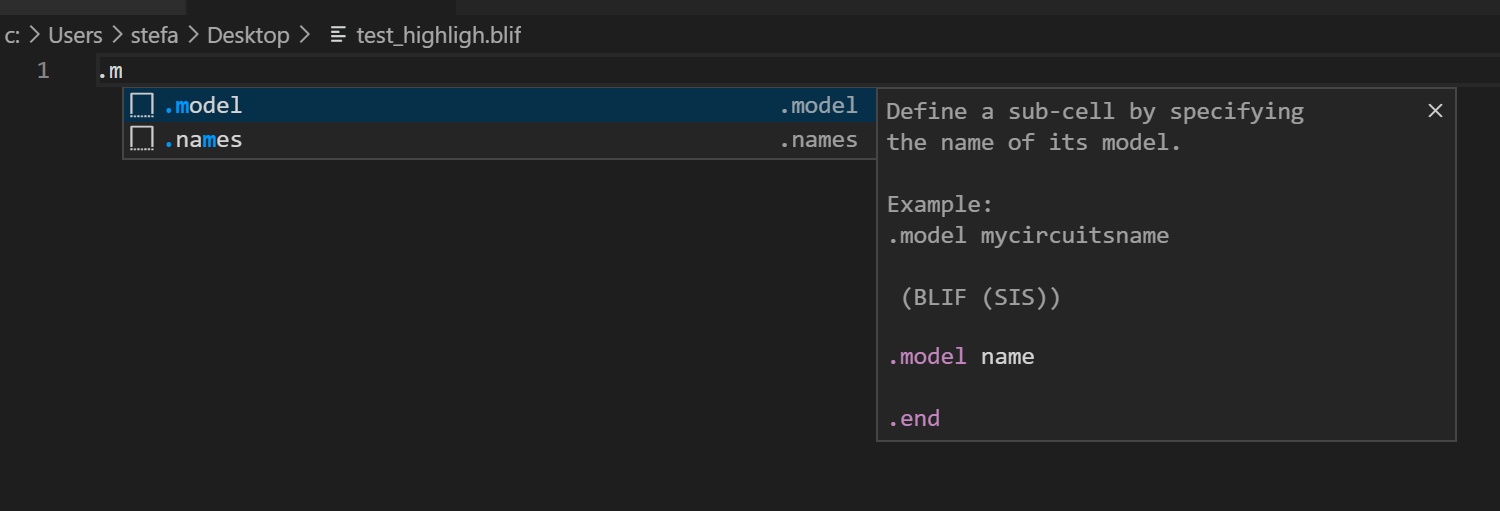 c: > Users > stefa > Desktop > test_highligh.blif
1 .m
.model .model
.names .names
Define a sub-cell by specifying
the name of its model.
Example:
.model mycircuitsname
(BLIF (SIS))
.model name
.end